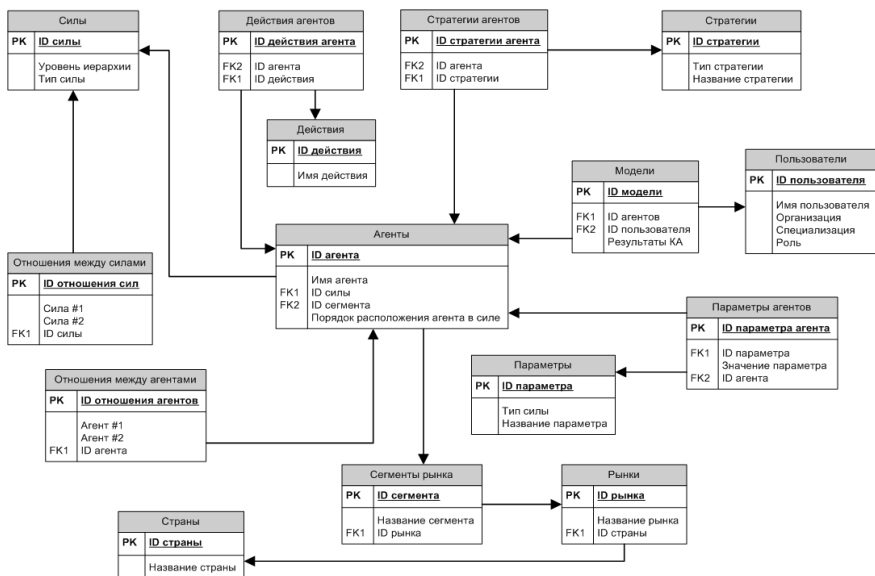 Силы
PK ID силы
Уровень иерархии
Тип силы
Действия агентов
PK ID действия агента
FK2 ID агента
FK1 ID действия
Стратегии агентов
PK ID стратегии агента
FK2 ID агента
FK1 ID стратегии
Стратегии
PK ID стратегии
Тип стратегии
Название стратегии
Действия
PK ID действия
Имя действия
Модели
PK ID модели
FK1 ID агентов
FK2 ID пользователя
Результаты КА
Пользователи
PK ID пользователя
Имя пользователя
Организация
Специализация
Роль
Агенты
PK ID агента
Имя агента
FK1 ID силы
FK2 ID сегмента
Порядок расположения агента в силе
Отношения между силами
PK ID отношения сил
Сила #1
Сила #2
FK1 ID силы
Параметры агентов
PK ID параметра агента
FK1 ID параметра
Значение параметра
FK2 ID агента
Параметры
PK ID параметра
Тип силы
Название параметра
Отношения между агентами
PK ID отношения агентов
Агент #1
Агент #2
FK1 ID агента
Сегменты рынка
PK ID сегмента
Название сегмента
FK1 ID рынка
Рынки
PK ID рынка
Название рынка
FK1 ID страны
Страны
PK ID страны
Название страны